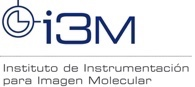 i3M
Instituto de Instrumentación
para Imagen Molecular